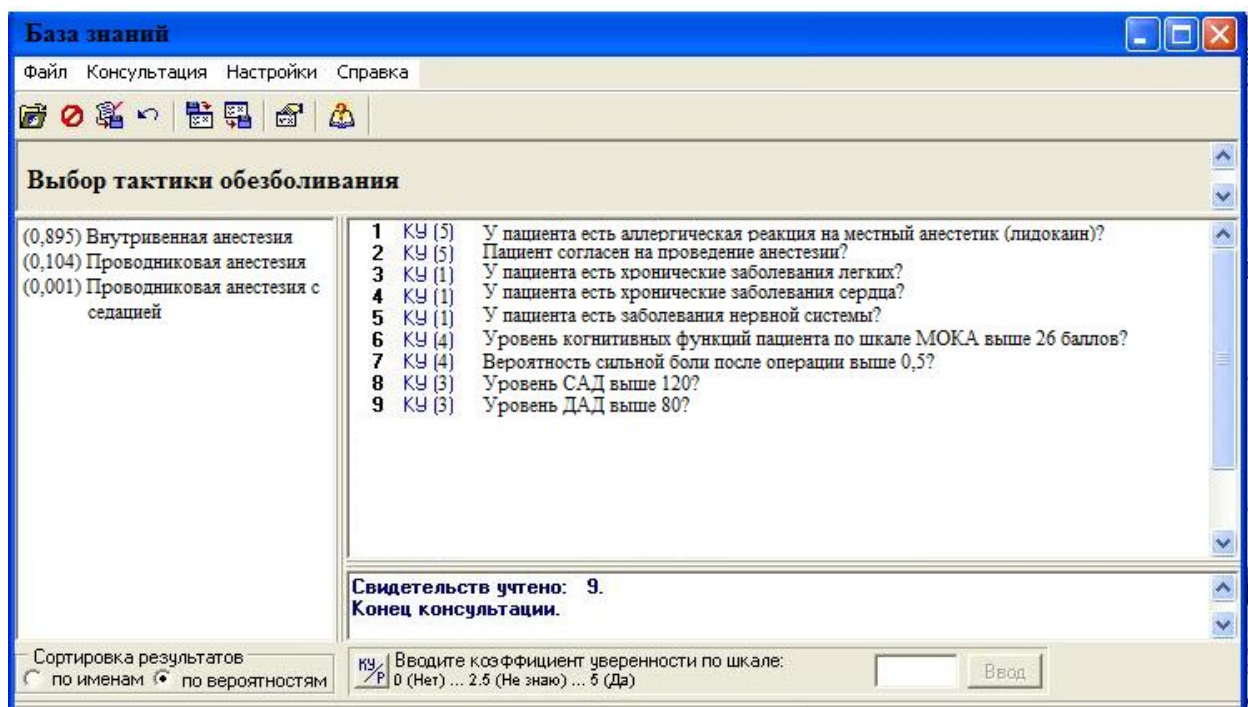 База знаний
Файл Консультация Настройки Справка
Выбор тактики обезболивания
(0,895) Внутривенная анестезия
(0,104) Проводниковая анестезия
(0,001) Проводниковая анестезия с
седацией
1 КУ (5) У пациента есть аллергическая реакция на местный анестетик (лидокаин)?
2 КУ (5) Пациент согласен на проведение анестезии?
3 КУ (1) У пациента есть хронические заболевания легких?
4 КУ (1) У пациента есть хронические заболевания сердца?
5 КУ (1) У пациента есть заболевания нервной системы?
6 КУ (4) Уровень когнитивных функций пациента по шкале МОКА выше 26 баллов?
7 КУ (4) Вероятность сильной боли после операции выше 0,5?
8 КУ (3) Уровень САД выше 120?
9 КУ (3) Уровень ДАД выше 80?
Свидетельств учтено: 9.
Конец консультации.
Сортировка результатов
по именам по вероятностям
КУ/Р
Вводите коэффициент уверенности по шкале:
0 (Нет) ... 2.5 (Не знаю) ... 5 (Да)
Ввод